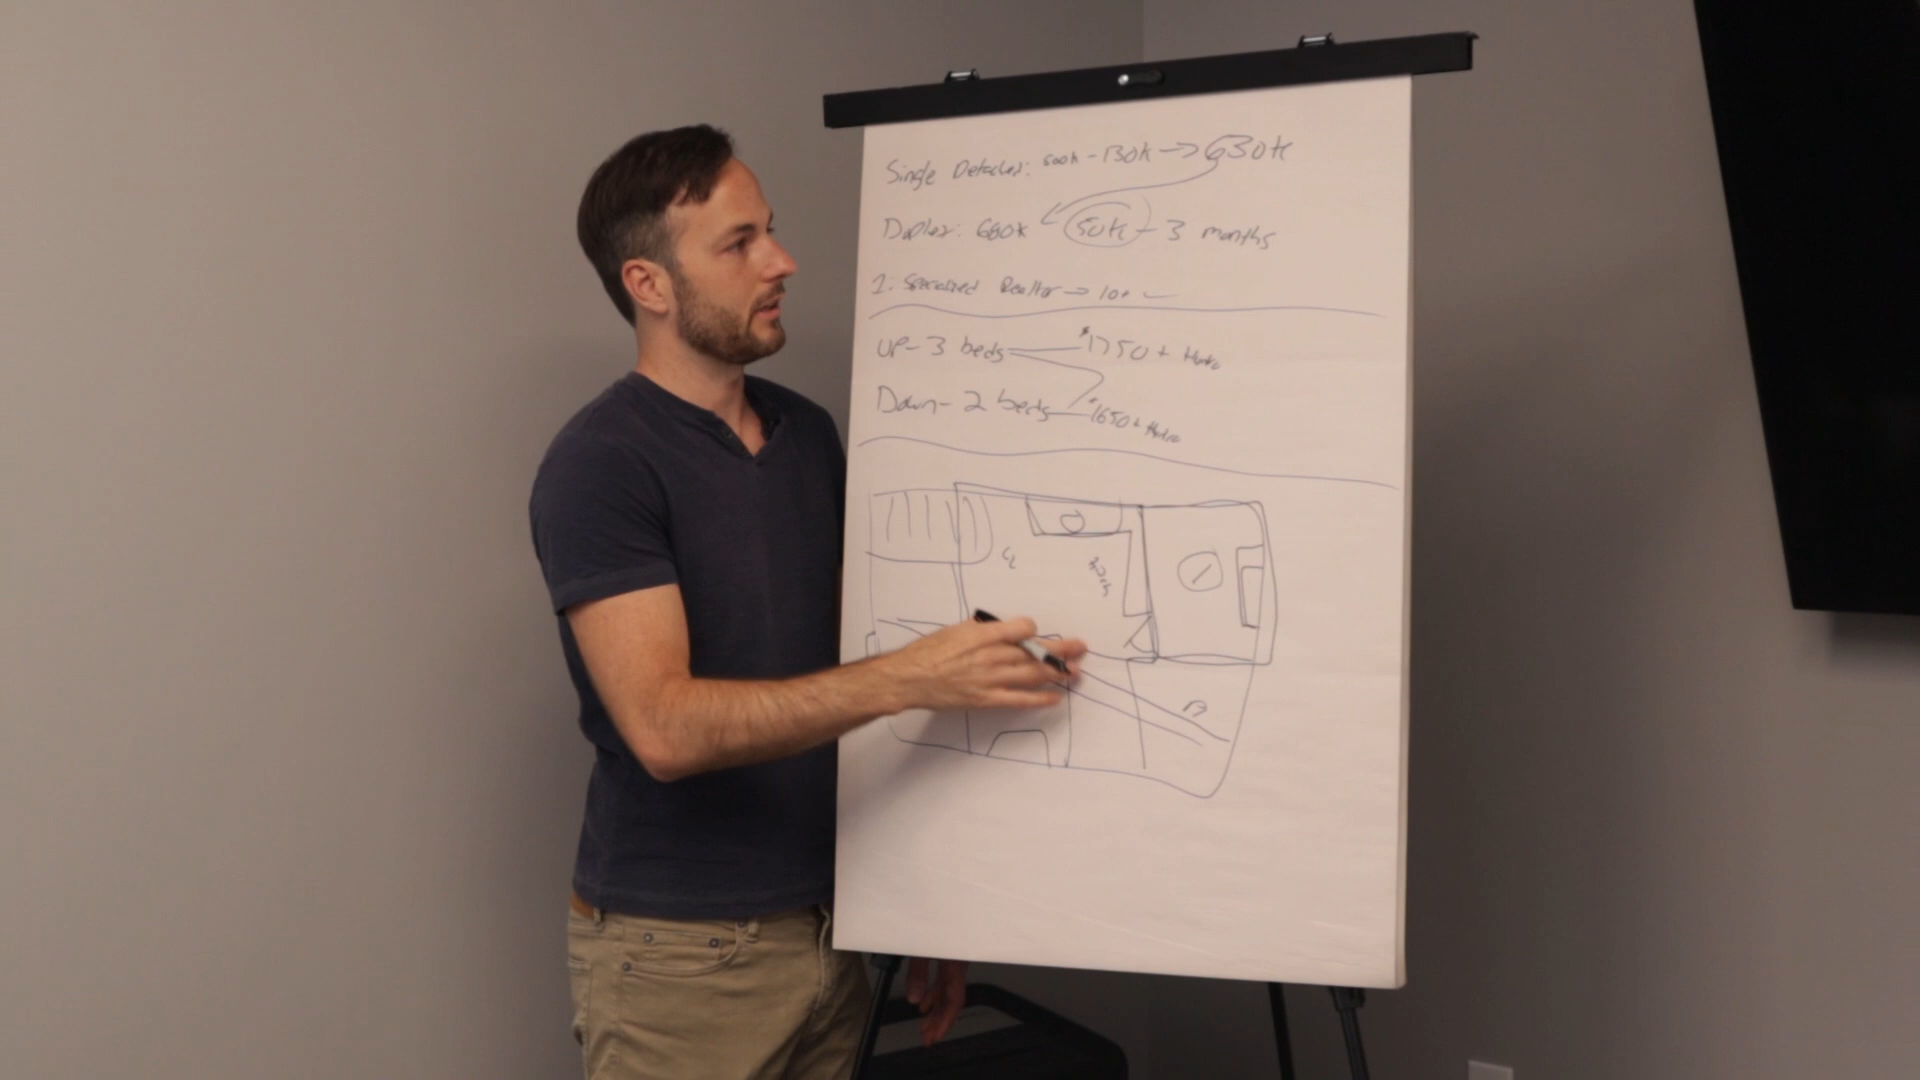 Single Detached: 500k - 130k → 630k
Duplex: 680k 50k - 3 months
1: Specialized Realtor → 10+
UP - 3 beds $1750 + Hydro
Down - 2 beds $1650 + Hydro